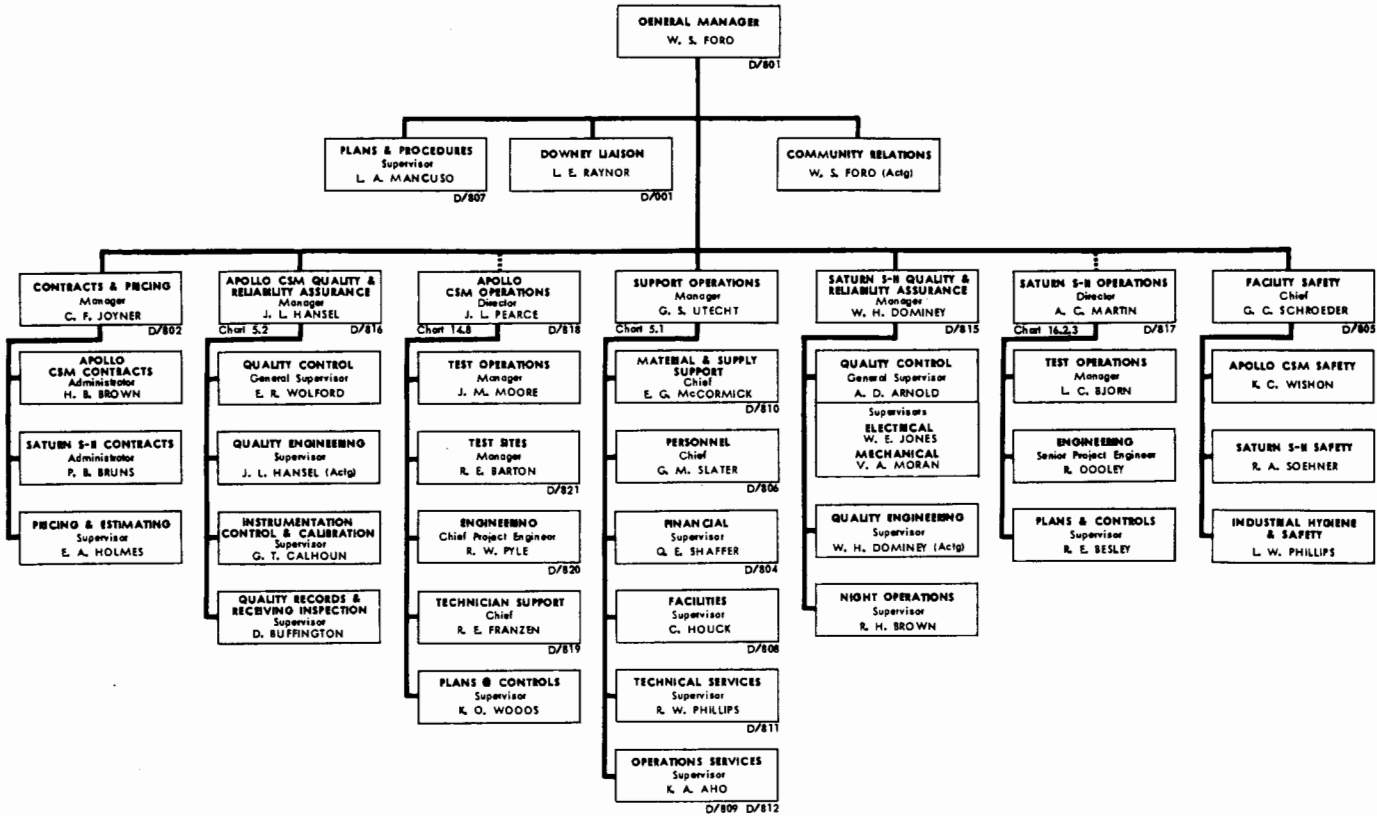 GENERAL MANAGER
W. S. FORD
D/801
PLANS & PROCEDURES
Supervisor
L. A. MANCUSO
D/807
DOWNEY LIAISON
L. E. RAYNOR
D/001
COMMUNITY RELATIONS
W. S. FORD (Actg)
CONTRACTS & PRICING
Manager
C. F. JOYNER
D/802
APOLLO
CSM CONTRACTS
Administrator
H. B. BROWN
SATURN S-II CONTRACTS
Administrator
P. B. BRUNS
PRICING & ESTIMATING
Supervisor
E. A. HOLMES
APOLLO CSM QUALITY &
RELIABILITY ASSURANCE
Manager
J. L. HANSEL
Chart 5.2 D/816
QUALITY CONTROL
General Supervisor
E. R. WOLFORD
QUALITY ENGINEERING
Supervisor
J. L. HANSEL (Actg)
INSTRUMENTATION
CONTROL & CALIBRATION
Supervisor
G. T. CALHOUN
QUALITY RECORDS &
RECEIVING INSPECTION
Supervisor
D. BUFFINGTON
APOLLO
CSM OPERATIONS
Director
J. L. PEARCE
Chart 14.8 D/818
TEST OPERATIONS
Manager
J. M. MOORE
TEST SITES
Manager
R. E. BARTON
D/821
ENGINEERING
Chief Project Engineer
R. W. PYLE
D/820
TECHNICIAN SUPPORT
Chief
R. E. FRANZEN
D/819
PLANS @ CONTROLS
Supervisor
K. O. WOODS
SUPPORT OPERATIONS
Manager
G. S. UTECHT
Chart 5.1
MATERIAL & SUPPLY
SUPPORT
Chief
E. G. McCORMICK
D/810
PERSONNEL
Chief
G. M. SLATER
D/806
FINANCIAL
Supervisor
Q. E. SHAFFER
D/804
FACILITIES
Supervisor
C. HOUCK
D/808
TECHNICAL SERVICES
Supervisor
R. W. PHILLIPS
D/811
OPERATIONS SERVICES
Supervisor
K. A. AHO
D/809 D/812
SATURN S-II QUALITY &
RELIABILITY ASSURANCE
Manager
W. H. DOMINEY
D/815
QUALITY CONTROL
General Supervisor
A. D. ARNOLD
Supervisors
ELECTRICAL
W. E. JONES
MECHANICAL
V. A. MORAN
QUALITY ENGINEERING
Supervisor
W. H. DOMINEY (Actg)
NIGHT OPERATIONS
Supervisor
R. H. BROWN
SATURN S-II OPERATIONS
Director
A. C. MARTIN
Chart 16.2,3 D/817
TEST OPERATIONS
Manager
L. C. BJORN
ENGINEERING
Senior Project Engineer
R. DOOLEY
PLANS & CONTROLS
Supervisor
R. E. BESLEY
FACILITY SAFETY
Chief
G. C. SCHROEDER
D/805
APOLLO CSM SAFETY
K. C. WISHON
SATURN S-II SAFETY
R. A. SOEHNER
INDUSTRIAL HYGIENE
& SAFETY
L. W. PHILLIPS